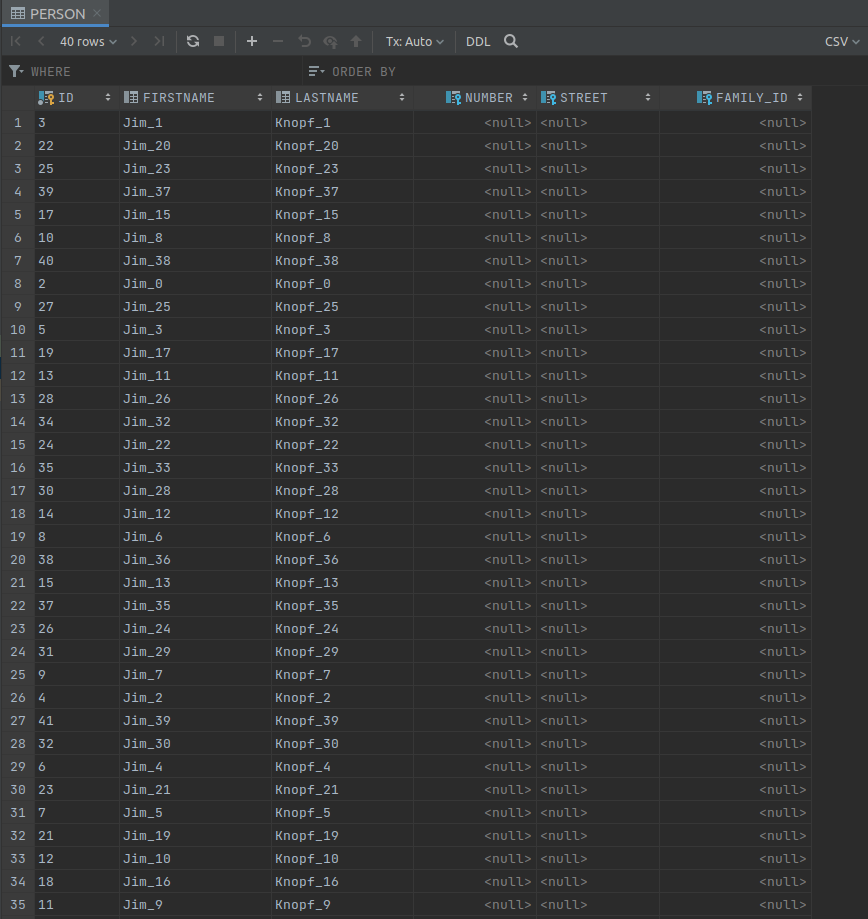 PERSON
40 rows Tx: Auto DDL CSV
WHERE ORDER BY
ID FIRSTNAME LASTNAME NUMBER STREET FAMILY_ID
1 3 Jim_1 Knopf_1 <null> <null> <null>
2 22 Jim_20 Knopf_20 <null> <null> <null>
3 25 Jim_23 Knopf_23 <null> <null> <null>
4 39 Jim_37 Knopf_37 <null> <null> <null>
5 17 Jim_15 Knopf_15 <null> <null> <null>
6 10 Jim_8 Knopf_8 <null> <null> <null>
7 40 Jim_38 Knopf_38 <null> <null> <null>
8 2 Jim_0 Knopf_0 <null> <null> <null>
9 27 Jim_25 Knopf_25 <null> <null> <null>
10 5 Jim_3 Knopf_3 <null> <null> <null>
11 19 Jim_17 Knopf_17 <null> <null> <null>
12 13 Jim_11 Knopf_11 <null> <null> <null>
13 28 Jim_26 Knopf_26 <null> <null> <null>
14 34 Jim_32 Knopf_32 <null> <null> <null>
15 24 Jim_22 Knopf_22 <null> <null> <null>
16 35 Jim_33 Knopf_33 <null> <null> <null>
17 30 Jim_28 Knopf_28 <null> <null> <null>
18 14 Jim_12 Knopf_12 <null> <null> <null>
19 8 Jim_6 Knopf_6 <null> <null> <null>
20 38 Jim_36 Knopf_36 <null> <null> <null>
21 15 Jim_13 Knopf_13 <null> <null> <null>
22 37 Jim_35 Knopf_35 <null> <null> <null>
23 26 Jim_24 Knopf_24 <null> <null> <null>
24 31 Jim_29 Knopf_29 <null> <null> <null>
25 9 Jim_7 Knopf_7 <null> <null> <null>
26 4 Jim_2 Knopf_2 <null> <null> <null>
27 41 Jim_39 Knopf_39 <null> <null> <null>
28 32 Jim_30 Knopf_30 <null> <null> <null>
29 6 Jim_4 Knopf_4 <null> <null> <null>
30 23 Jim_21 Knopf_21 <null> <null> <null>
31 7 Jim_5 Knopf_5 <null> <null> <null>
32 21 Jim_19 Knopf_19 <null> <null> <null>
33 12 Jim_10 Knopf_10 <null> <null> <null>
34 18 Jim_16 Knopf_16 <null> <null> <null>
35 11 Jim_9 Knopf_9 <null> <null> <null>